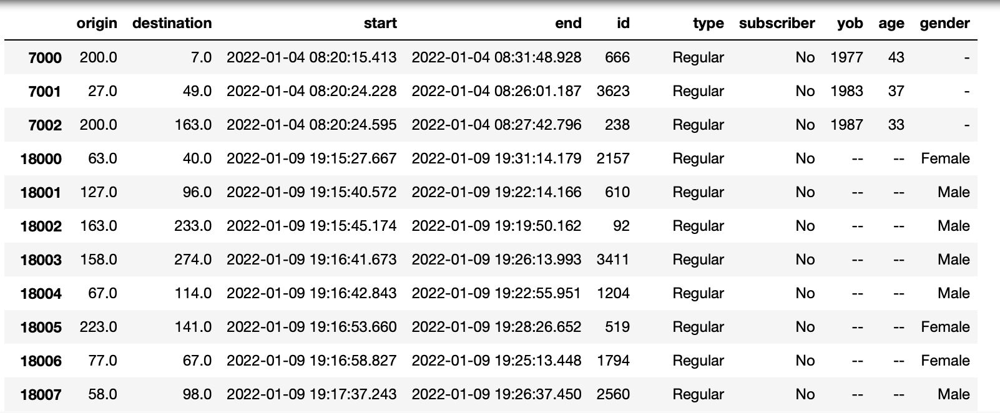 origin destination start end id type subscriber yob age gender
7000 200.0 7.0 2022-01-04 08:20:15.413 2022-01-04 08:31:48.928 666 Regular No 1977 43 -
7001 27.0 49.0 2022-01-04 08:20:24.228 2022-01-04 08:26:01.187 3623 Regular No 1983 37 -
7002 200.0 163.0 2022-01-04 08:20:24.595 2022-01-04 08:27:42.796 238 Regular No 1987 33 -
18000 63.0 40.0 2022-01-09 19:15:27.667 2022-01-09 19:31:14.179 2157 Regular No -- -- Female
18001 127.0 96.0 2022-01-09 19:15:40.572 2022-01-09 19:22:14.166 610 Regular No -- -- Male
18002 163.0 233.0 2022-01-09 19:15:45.174 2022-01-09 19:19:50.162 92 Regular No -- -- Male
18003 158.0 274.0 2022-01-09 19:16:41.673 2022-01-09 19:26:13.993 3411 Regular No -- -- Male
18004 67.0 114.0 2022-01-09 19:16:42.843 2022-01-09 19:22:55.951 1204 Regular No -- -- Male
18005 223.0 141.0 2022-01-09 19:16:53.660 2022-01-09 19:28:26.652 519 Regular No -- -- Female
18006 77.0 67.0 2022-01-09 19:16:58.827 2022-01-09 19:25:13.448 1794 Regular No -- -- Female
18007 58.0 98.0 2022-01-09 19:17:37.243 2022-01-09 19:26:37.450 2560 Regular No -- -- Male